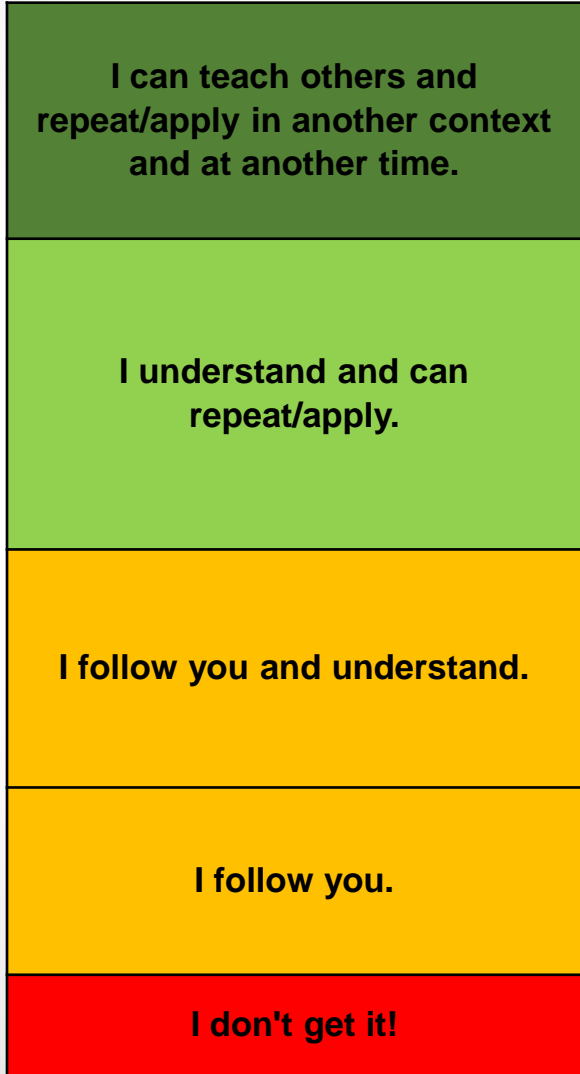 I can teach others and
repeat/apply in another context
and at another time.
I understand and can
repeat/apply.
I follow you and understand.
I follow you.
I don't get it!